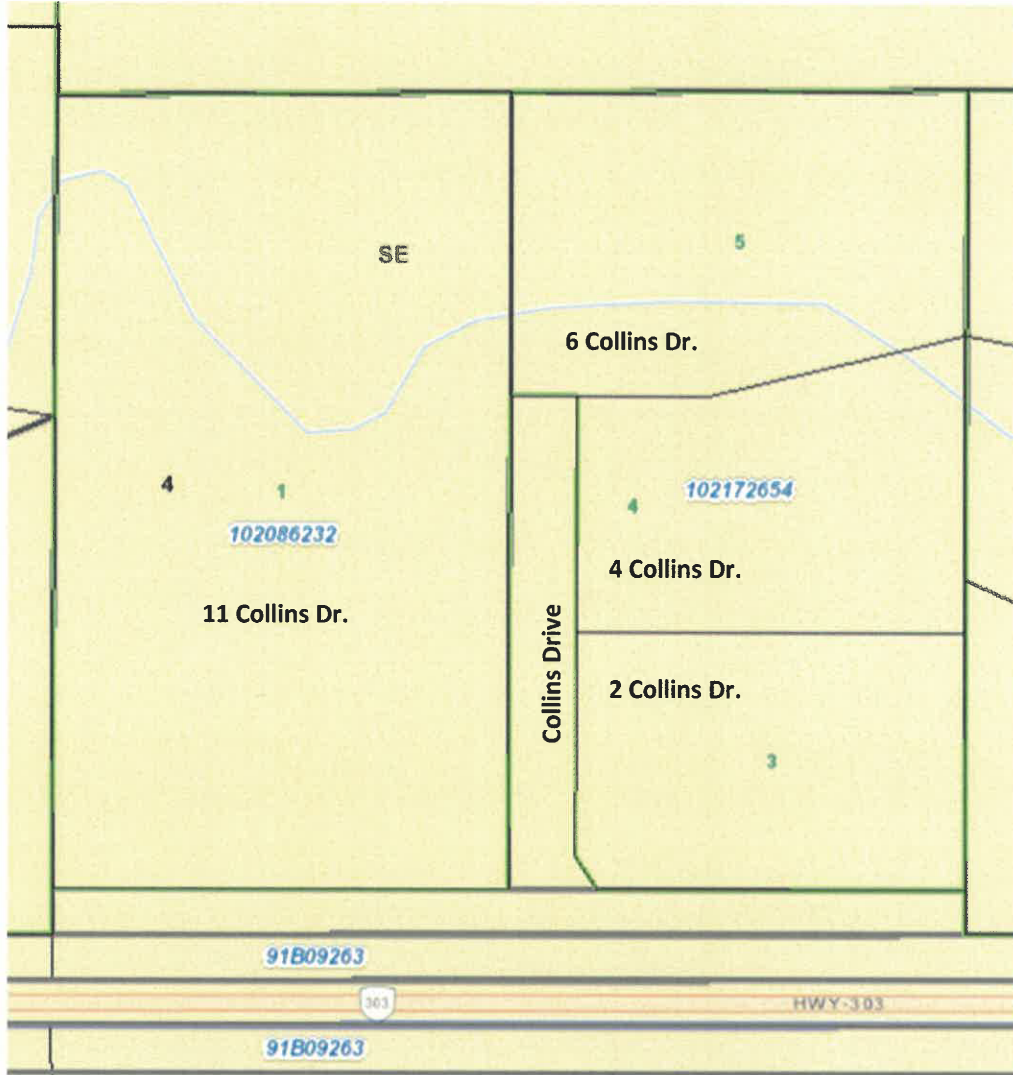 SE
5
6 Collins Dr.
4
1
102086232
102172654
4
4 Collins Dr.
11 Collins Dr.
Collins Drive
2 Collins Dr.
3
91B09263
303
HWY-303
91B09263